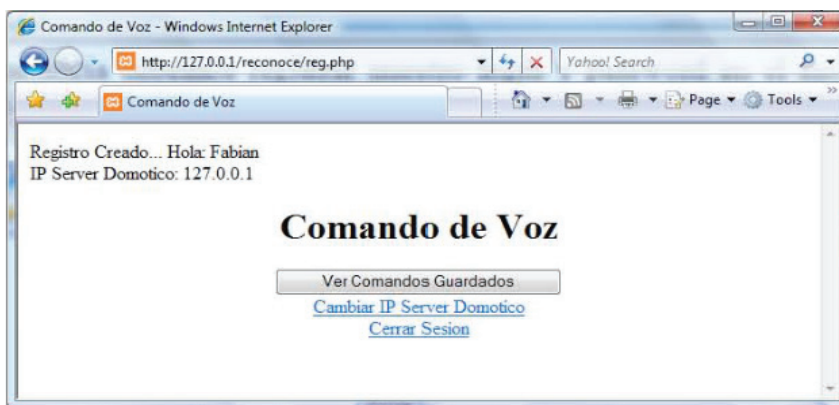 Comando de Voz - Windows Internet Explorer
http://127.0.0.1/reconoce/reg.php
Yahoo! Search
Comando de Voz
Page
Tools
Registro Creado... Hola: Fabian
IP Server Domotico: 127.0.0.1
Comando de Voz
Ver Comandos Guardados
Cambiar IP Server Domotico
Cerrar Sesion